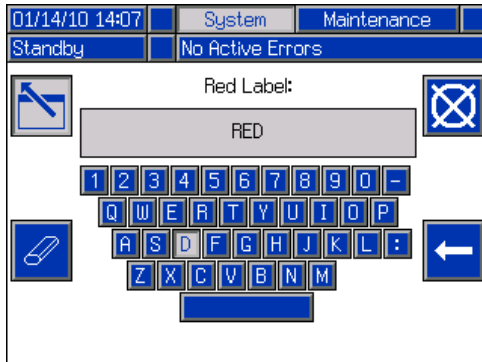 01/14/10 14:07 System Maintenance
Standby No Active Errors
Red Label:
RED
1 2 3 4 5 6 7 8 9 0 -
Q W E R T Y U I O P
A S D F G H J K L :
Z X C V B N M